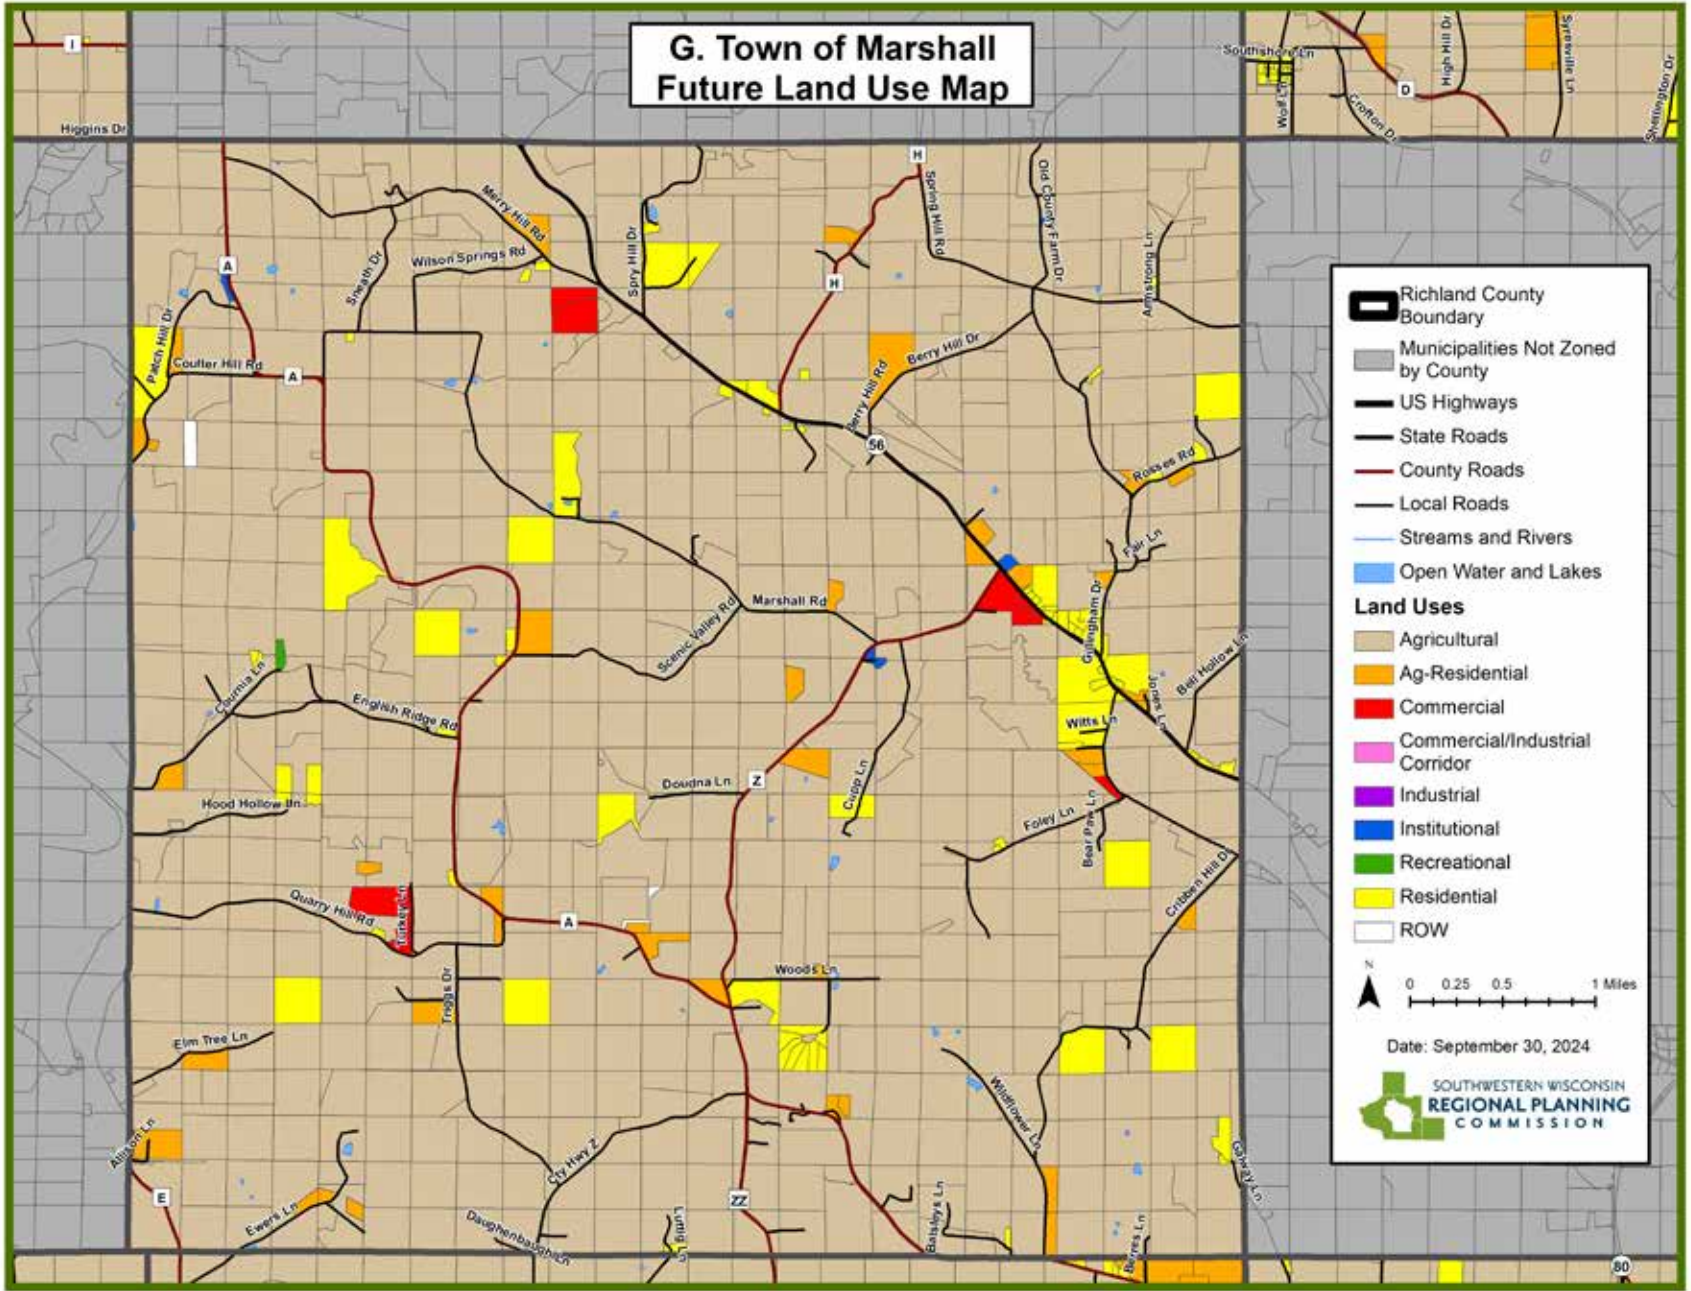 G. Town of Marshall
Future Land Use Map
I
Higgins Dr
Southshore Ln
Wolf Ln
Crofton Dr
D
High Hill Dr
Syresville Ln
Shellington Dr
H
Merry Hill Rd
Spry Hill Dr
Spring Hill Rd
Old County Farm Dr
Armstrong Ln
A
Sneath Dr
Wilson Springs Rd
H
Patch Hill Dr
Coulter Hill Rd
A
Berry Hill Rd
Berry Hill Dr
56
Rosses Rd
Fair Ln
Marshall Rd
Scenic Valley Rd
Gillingham Dr
Bell Hollow Ln
Jones Ln
Witts Ln
Caurnia Ln
English Ridge Rd
Doudna Ln
Z
Cupp Ln
Hood Hollow Ln
Foley Ln
Bear Paw Ln
Cribben Hill Dr
Quarry Hill Rd
Turkey Ln
A
Woods Ln
Triggs Dr
Elm Tree Ln
Wildflower Ln
Allison Ln
E
Cty Hwy Z
ZZ
Galway Ln
Ewers Ln
Daughenbaugh Ln
Luttig Ln
Balsleys Ln
Berres Ln
80
Richland County
Boundary
Municipalities Not Zoned
by County
US Highways
State Roads
County Roads
Local Roads
Streams and Rivers
Open Water and Lakes
Land Uses
Agricultural
Ag-Residential
Commercial
Commercial/Industrial
Corridor
Industrial
Institutional
Recreational
Residential
ROW
N
0 0.25 0.5 1 Miles
Date: September 30, 2024
SOUTHWESTERN WISCONSIN
REGIONAL PLANNING
COMMISSION